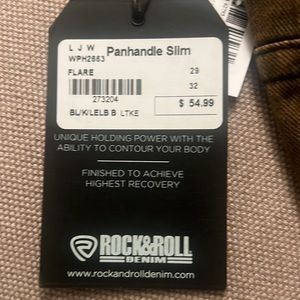 L J W Panhandle Slim
WPH2663
FLARE 29
32
273204 $ 54.99
BL/K/LELB B LTKE
UNIQUE HOLDING POWER WITH THE
ABILITY TO CONTOUR YOUR BODY
FINISHED TO ACHIEVE
HIGHEST RECOVERY
ROCK&ROLL
DENIM
www.rockandrolldenim.com